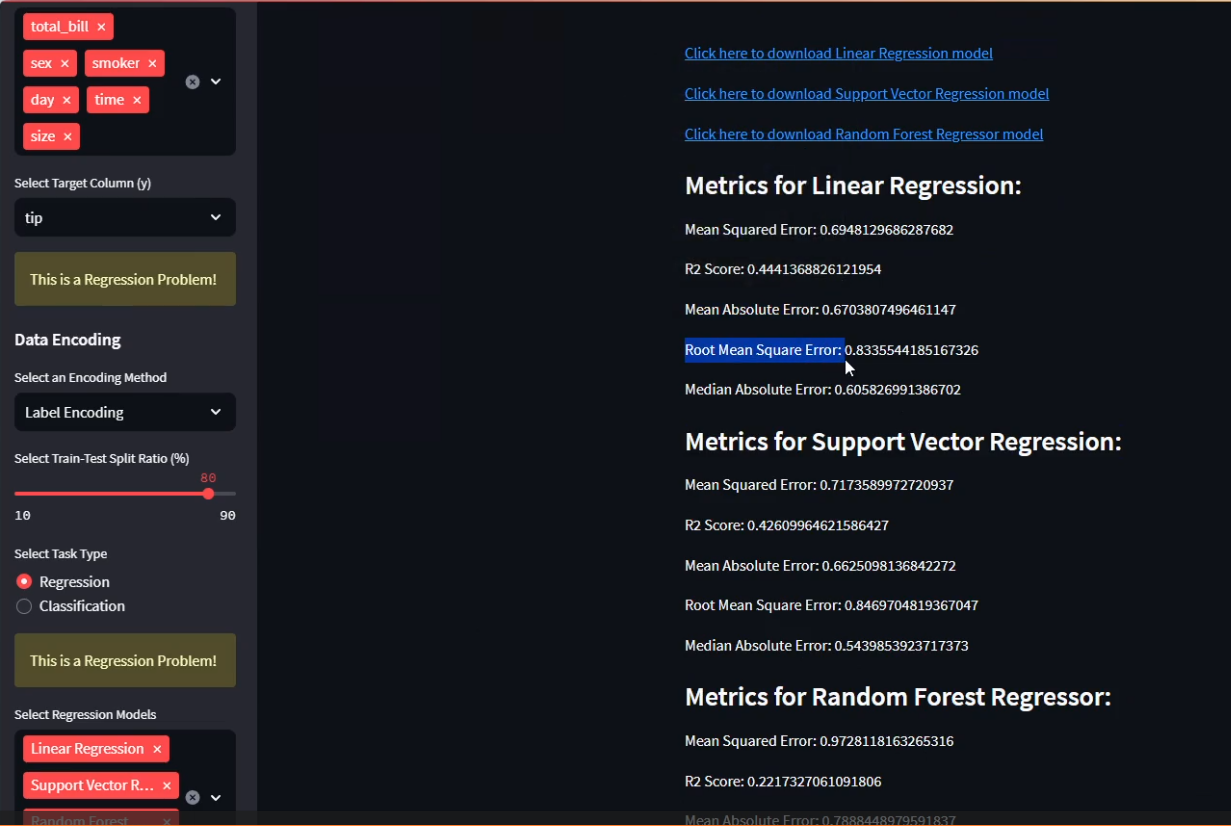 total_bill ×
sex × smoker ×
day × time ×
size ×
Select Target Column (y)
tip
This is a Regression Problem!
Data Encoding
Select an Encoding Method
Label Encoding
Select Train-Test Split Ratio (%)
80
10 90
Select Task Type
Regression
Classification
This is a Regression Problem!
Select Regression Models
Linear Regression ×
Support Vector R... ×
Random Forest ×
Click here to download Linear Regression model
Click here to download Support Vector Regression model
Click here to download Random Forest Regressor model
Metrics for Linear Regression:
Mean Squared Error: 0.6948129686287682
R2 Score: 0.4441368826121954
Mean Absolute Error: 0.6703807496461147
Root Mean Square Error: 0.8335544185167326
Median Absolute Error: 0.605826991386702
Metrics for Support Vector Regression:
Mean Squared Error: 0.7173589972720937
R2 Score: 0.42609964621586427
Mean Absolute Error: 0.6625098136842272
Root Mean Square Error: 0.8469704819367047
Median Absolute Error: 0.5439853923717373
Metrics for Random Forest Regressor:
Mean Squared Error: 0.9728118163265316
R2 Score: 0.2217327061091806
Mean Absolute Error: 0.7888448979591837